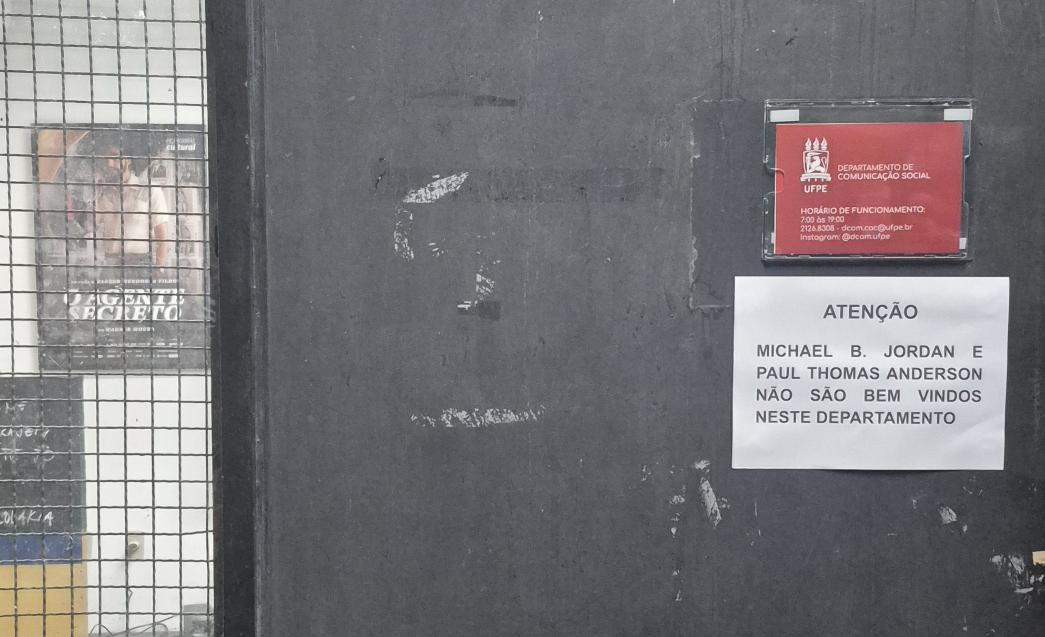 cultural
O AGENTE
SECRETO
UFPE
DEPARTAMENTO DE
COMUNICAÇÃO SOCIAL
HORÁRIO DE FUNCIONAMENTO:
7:00 às 19:00
2126.8308 - dcom.cac@ufpe.br
Instagram: @dcom.ufpe
ATENÇÃO
MICHAEL B. JORDAN E
PAUL THOMAS ANDERSON
NÃO SÃO BEM VINDOS
NESTE DEPARTAMENTO